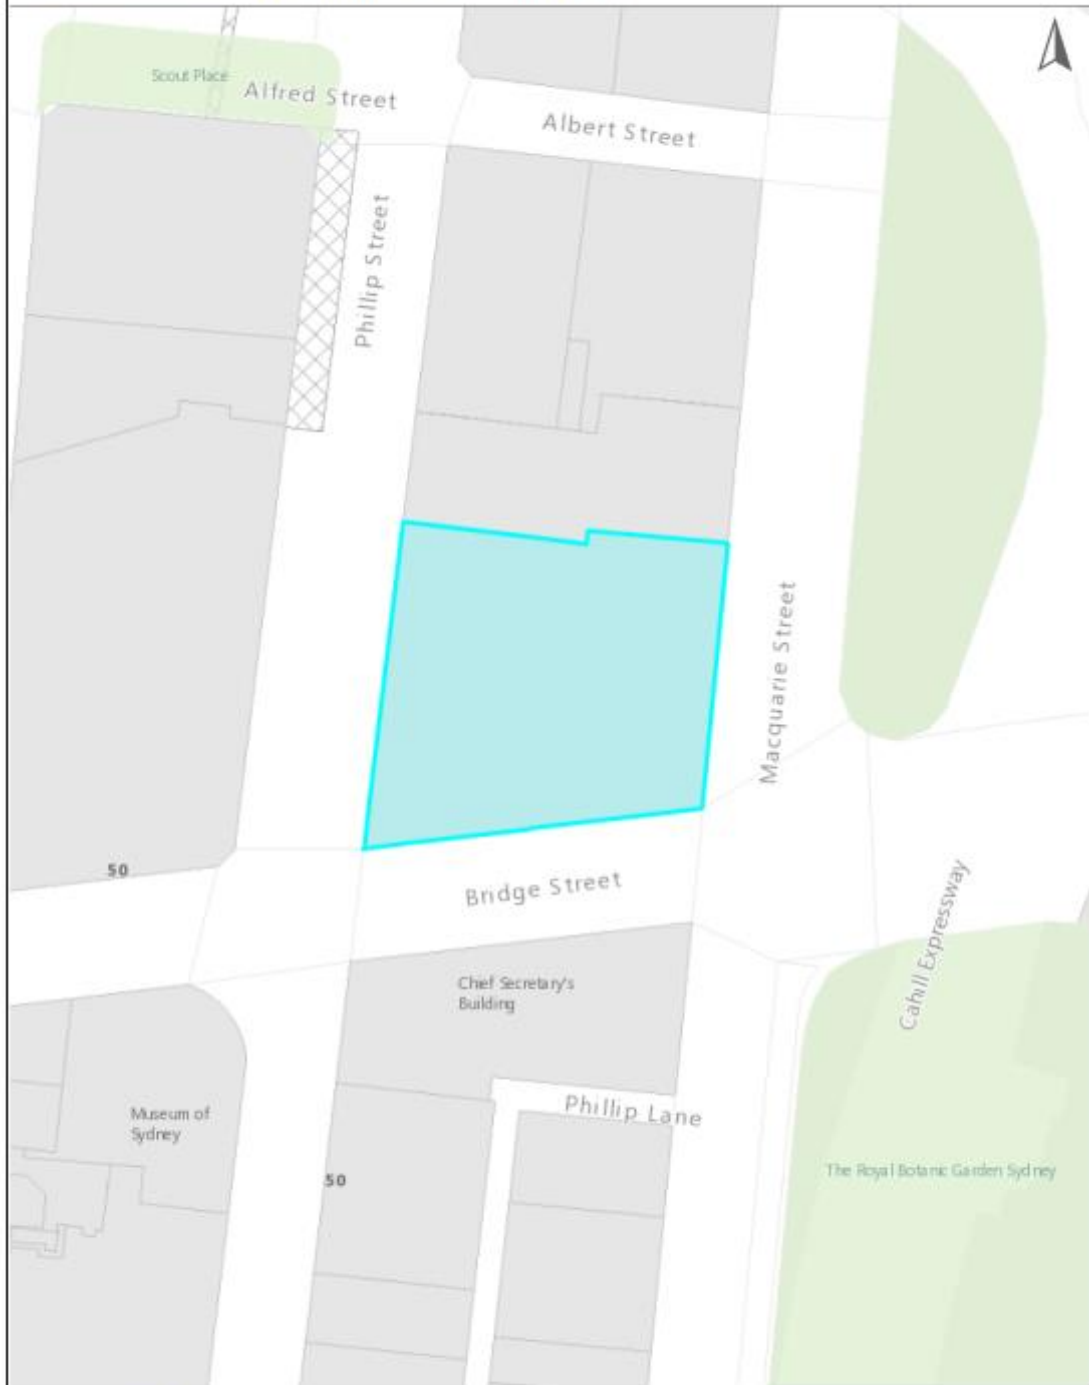 Scout Place
Alfred Street
Albert Street
Phillip Street
Macquarie Street
50
Bridge Street
Cahill Expressway
Chief Secretary's
Building
Phillip Lane
Museum of
Sydney
The Royal Botanic Garden Sydney
50